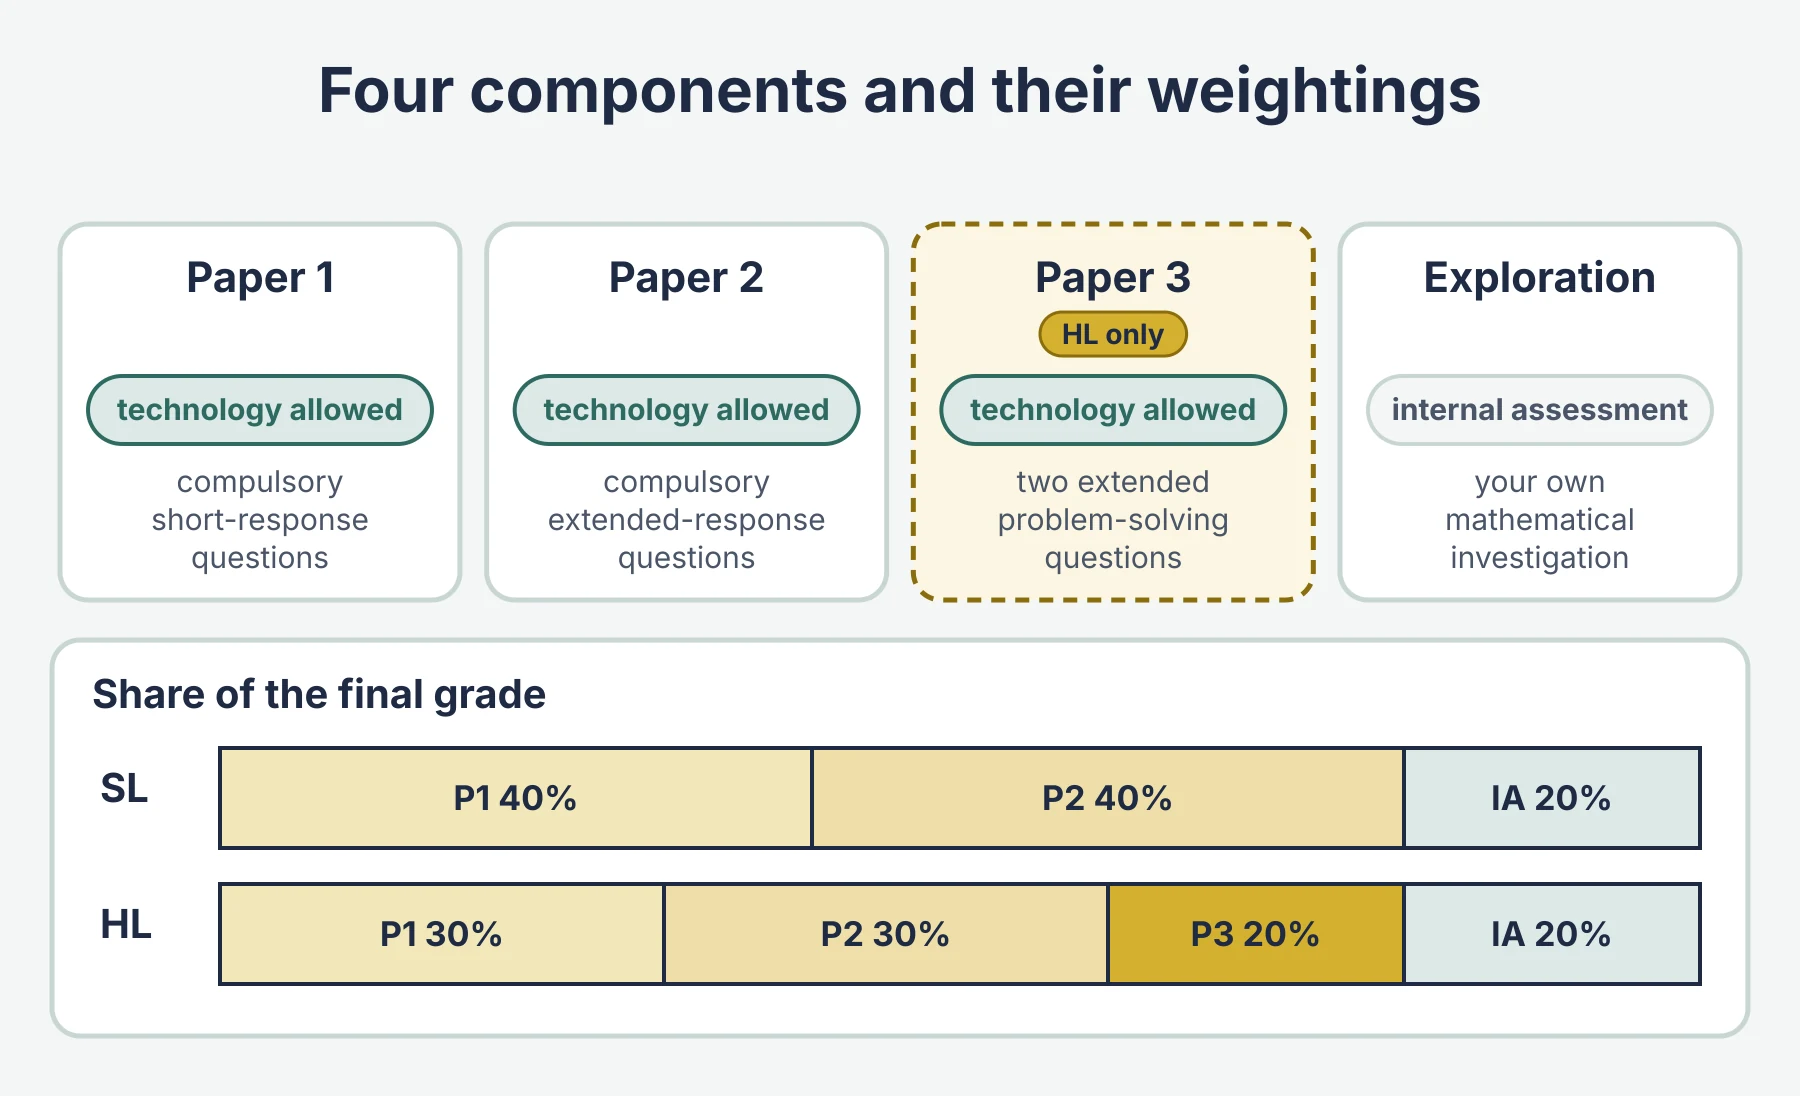 Four components and their weightings
Paper 1
technology allowed
compulsory
short-response
questions
Paper 2
technology allowed
compulsory
extended-response
questions
Paper 3
HL only
technology allowed
two extended
problem-solving
questions
Exploration
internal assessment
your own
mathematical
investigation
Share of the final grade
SL
P1 40%
P2 40%
IA 20%
HL
P1 30%
P2 30%
P3 20%
IA 20%